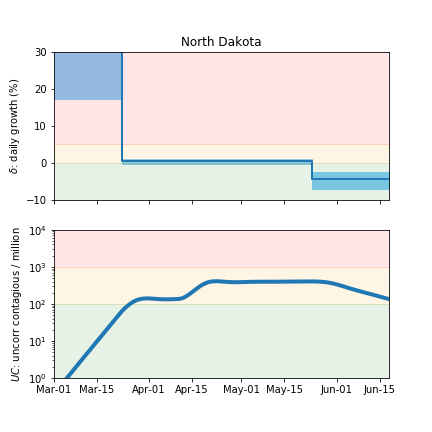 North Dakota
δ: daily growth (%)
30
20
10
0
−10
UC: uncorr contagious / million
10⁴
10³
10²
10¹
10⁰
Mar-01 Mar-15 Apr-01 Apr-15 May-01 May-15 Jun-01 Jun-15